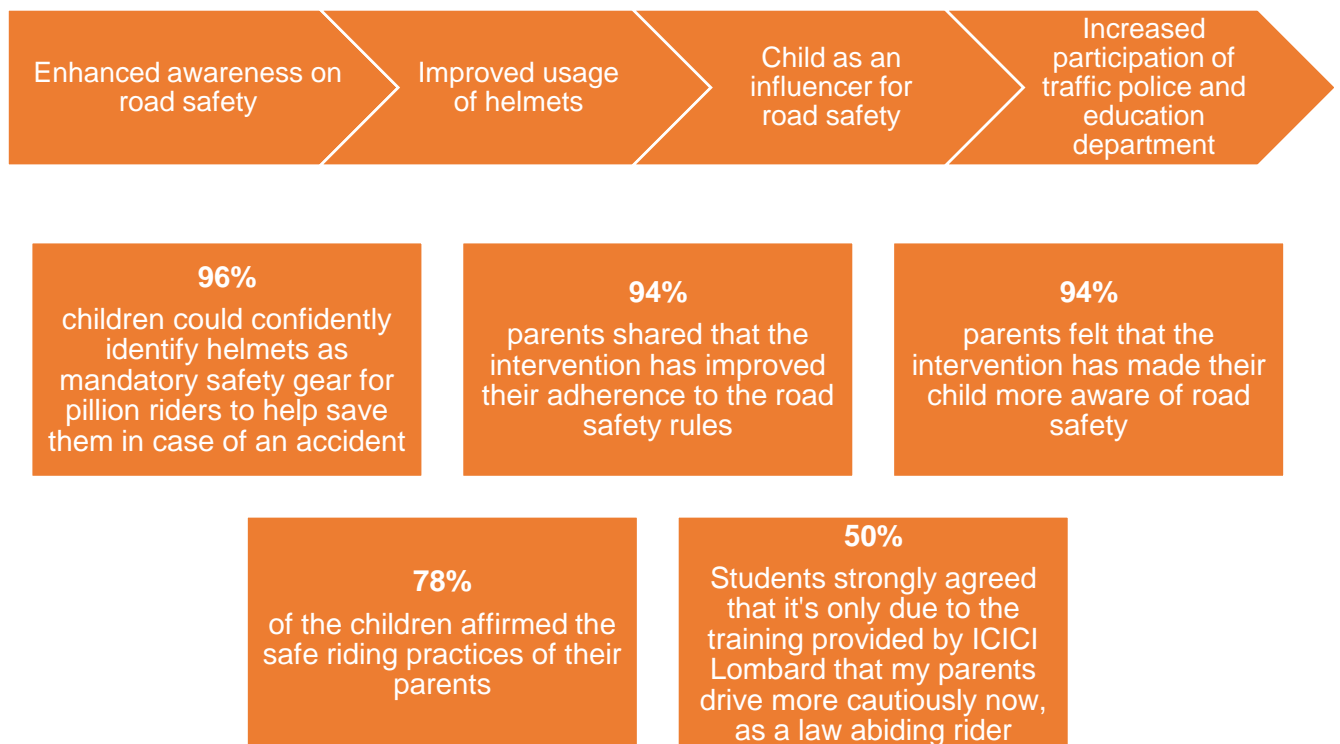 Enhanced awareness on
road safety
Improved usage
of helmets
Child as an
influencer for
road safety
Increased
participation of
traffic police and
education
department
96%
children could confidently
identify helmets as
mandatory safety gear for
pillion riders to help save
them in case of an accident
94%
parents shared that the
intervention has improved
their adherence to the road
safety rules
94%
parents felt that the
intervention has made their
child more aware of road
safety
78%
of the children affirmed the
safe riding practices of their
parents
50%
Students strongly agreed
that it's only due to the
training provided by ICICI
Lombard that my parents
drive more cautiously now,
as a law abiding rider